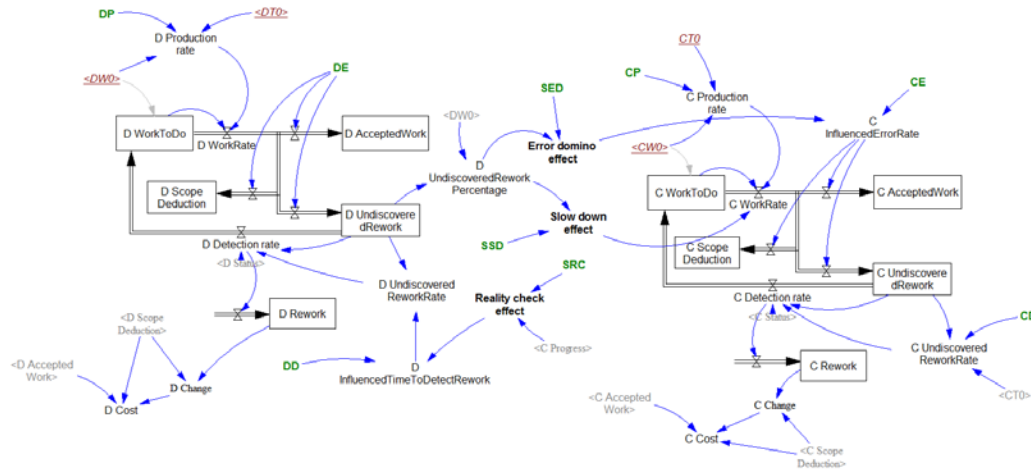 DP
<DT0>
D Production
rate
<DW0>
DE
D WorkToDo
D WorkRate
D AcceptedWork
D Scope
Deduction
D Undiscovere
dRework
D Detection rate
<D Status>
D Undiscovered
ReworkRate
D Rework
<D Scope
Deduction>
<D Accepted
Work>
D Change
D Cost
DD
D
InfluencedTimeToDetectRework
SED
<DW0>
Error domino
effect
D
UndiscoveredRework
Percentage
Slow down
effect
SSD
SRC
Reality check
effect
<C Progress>
CT0
CP
C Production
rate
CE
C
InfluencedErrorRate
<CW0>
C WorkToDo
C WorkRate
C AcceptedWork
C Scope
Deduction
C Undiscovere
dRework
C Detection rate
<C Status>
C Undiscovered
ReworkRate
<CT0>
C Rework
<C Accepted
Work>
C Change
C Cost
<C Scope
Deduction>